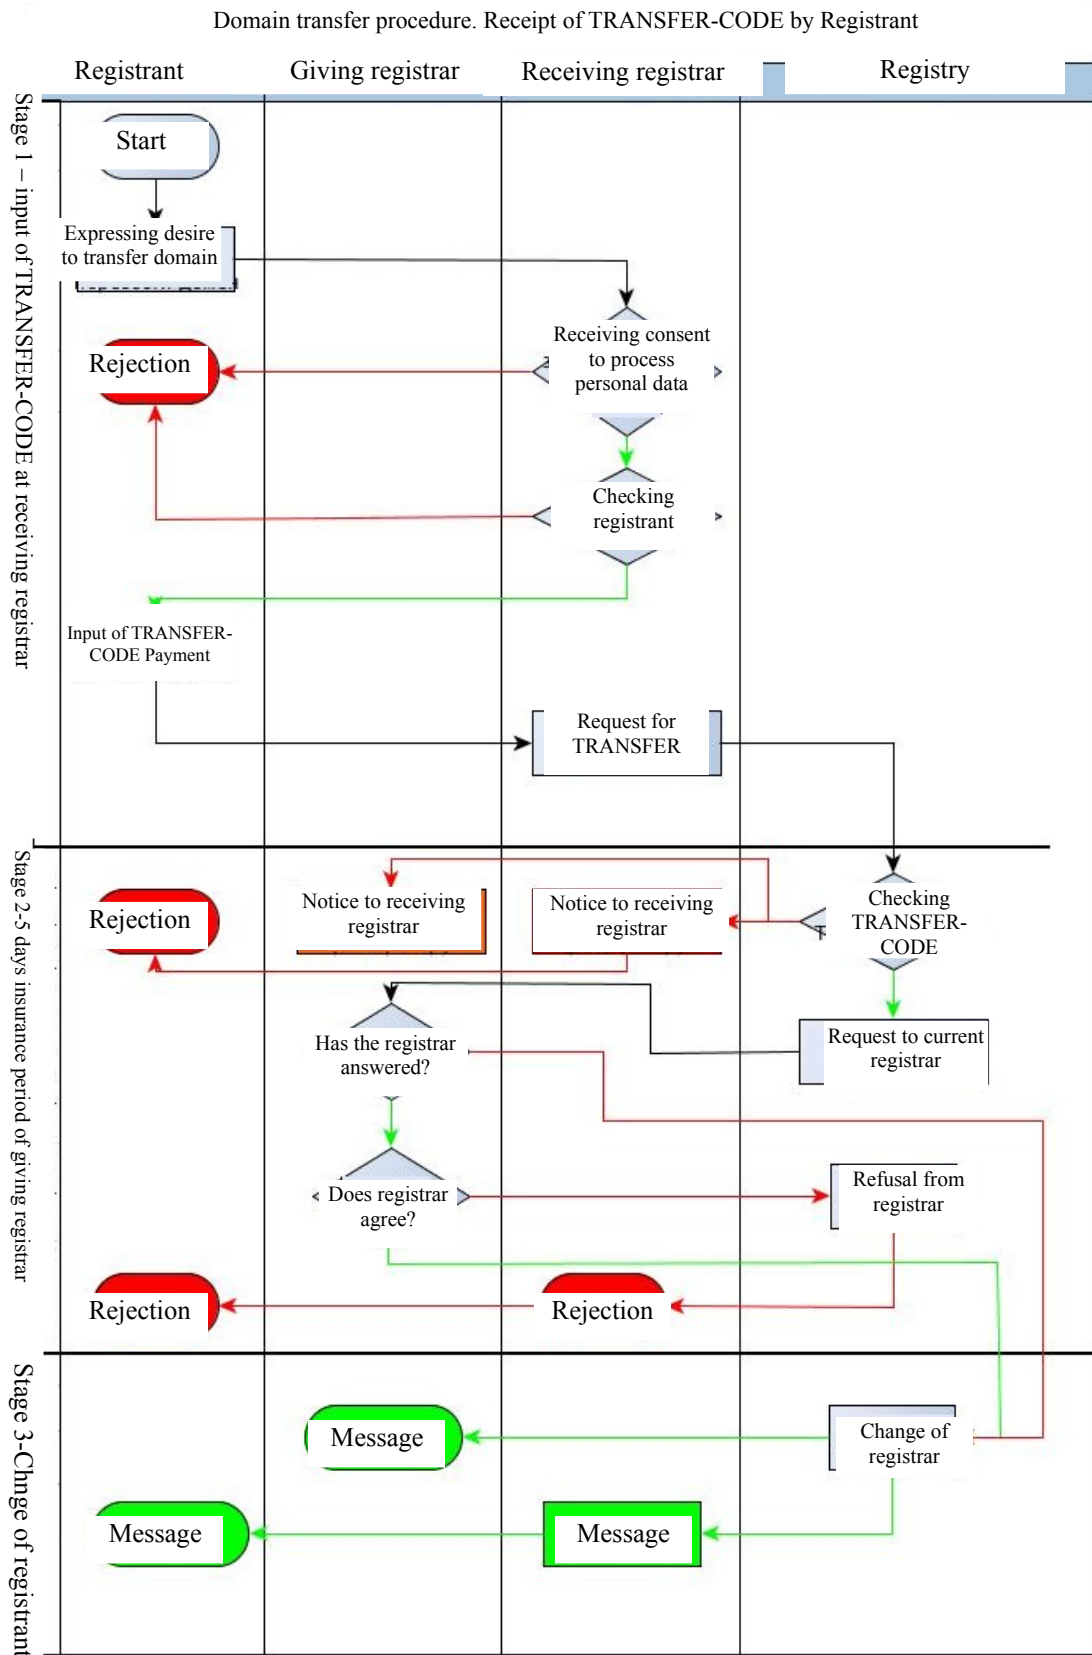 Domain transfer procedure. Receipt of TRANSFER-CODE by Registrant
Registrant
Giving registrar
Receiving registrar
Registry
Stage 1 – input of TRANSFER-CODE at receiving registrar
Start
Expressing desire
to transfer domain
Receiving consent
to process
personal data
Rejection
Checking
registrant
Input of TRANSFER-
CODE Payment
Request for
TRANSFER
Stage 2-5 days insurance period of giving registrar
Rejection
Notice to receiving
registrar
Notice to receiving
registrar
Checking
TRANSFER-
CODE
Has the registrar
answered?
Request to current
registrar
Does registrar
agree?
Refusal from
registrar
Rejection
Rejection
Stage 3-Chnge of registrant
Message
Change of
registrar
Message
Message